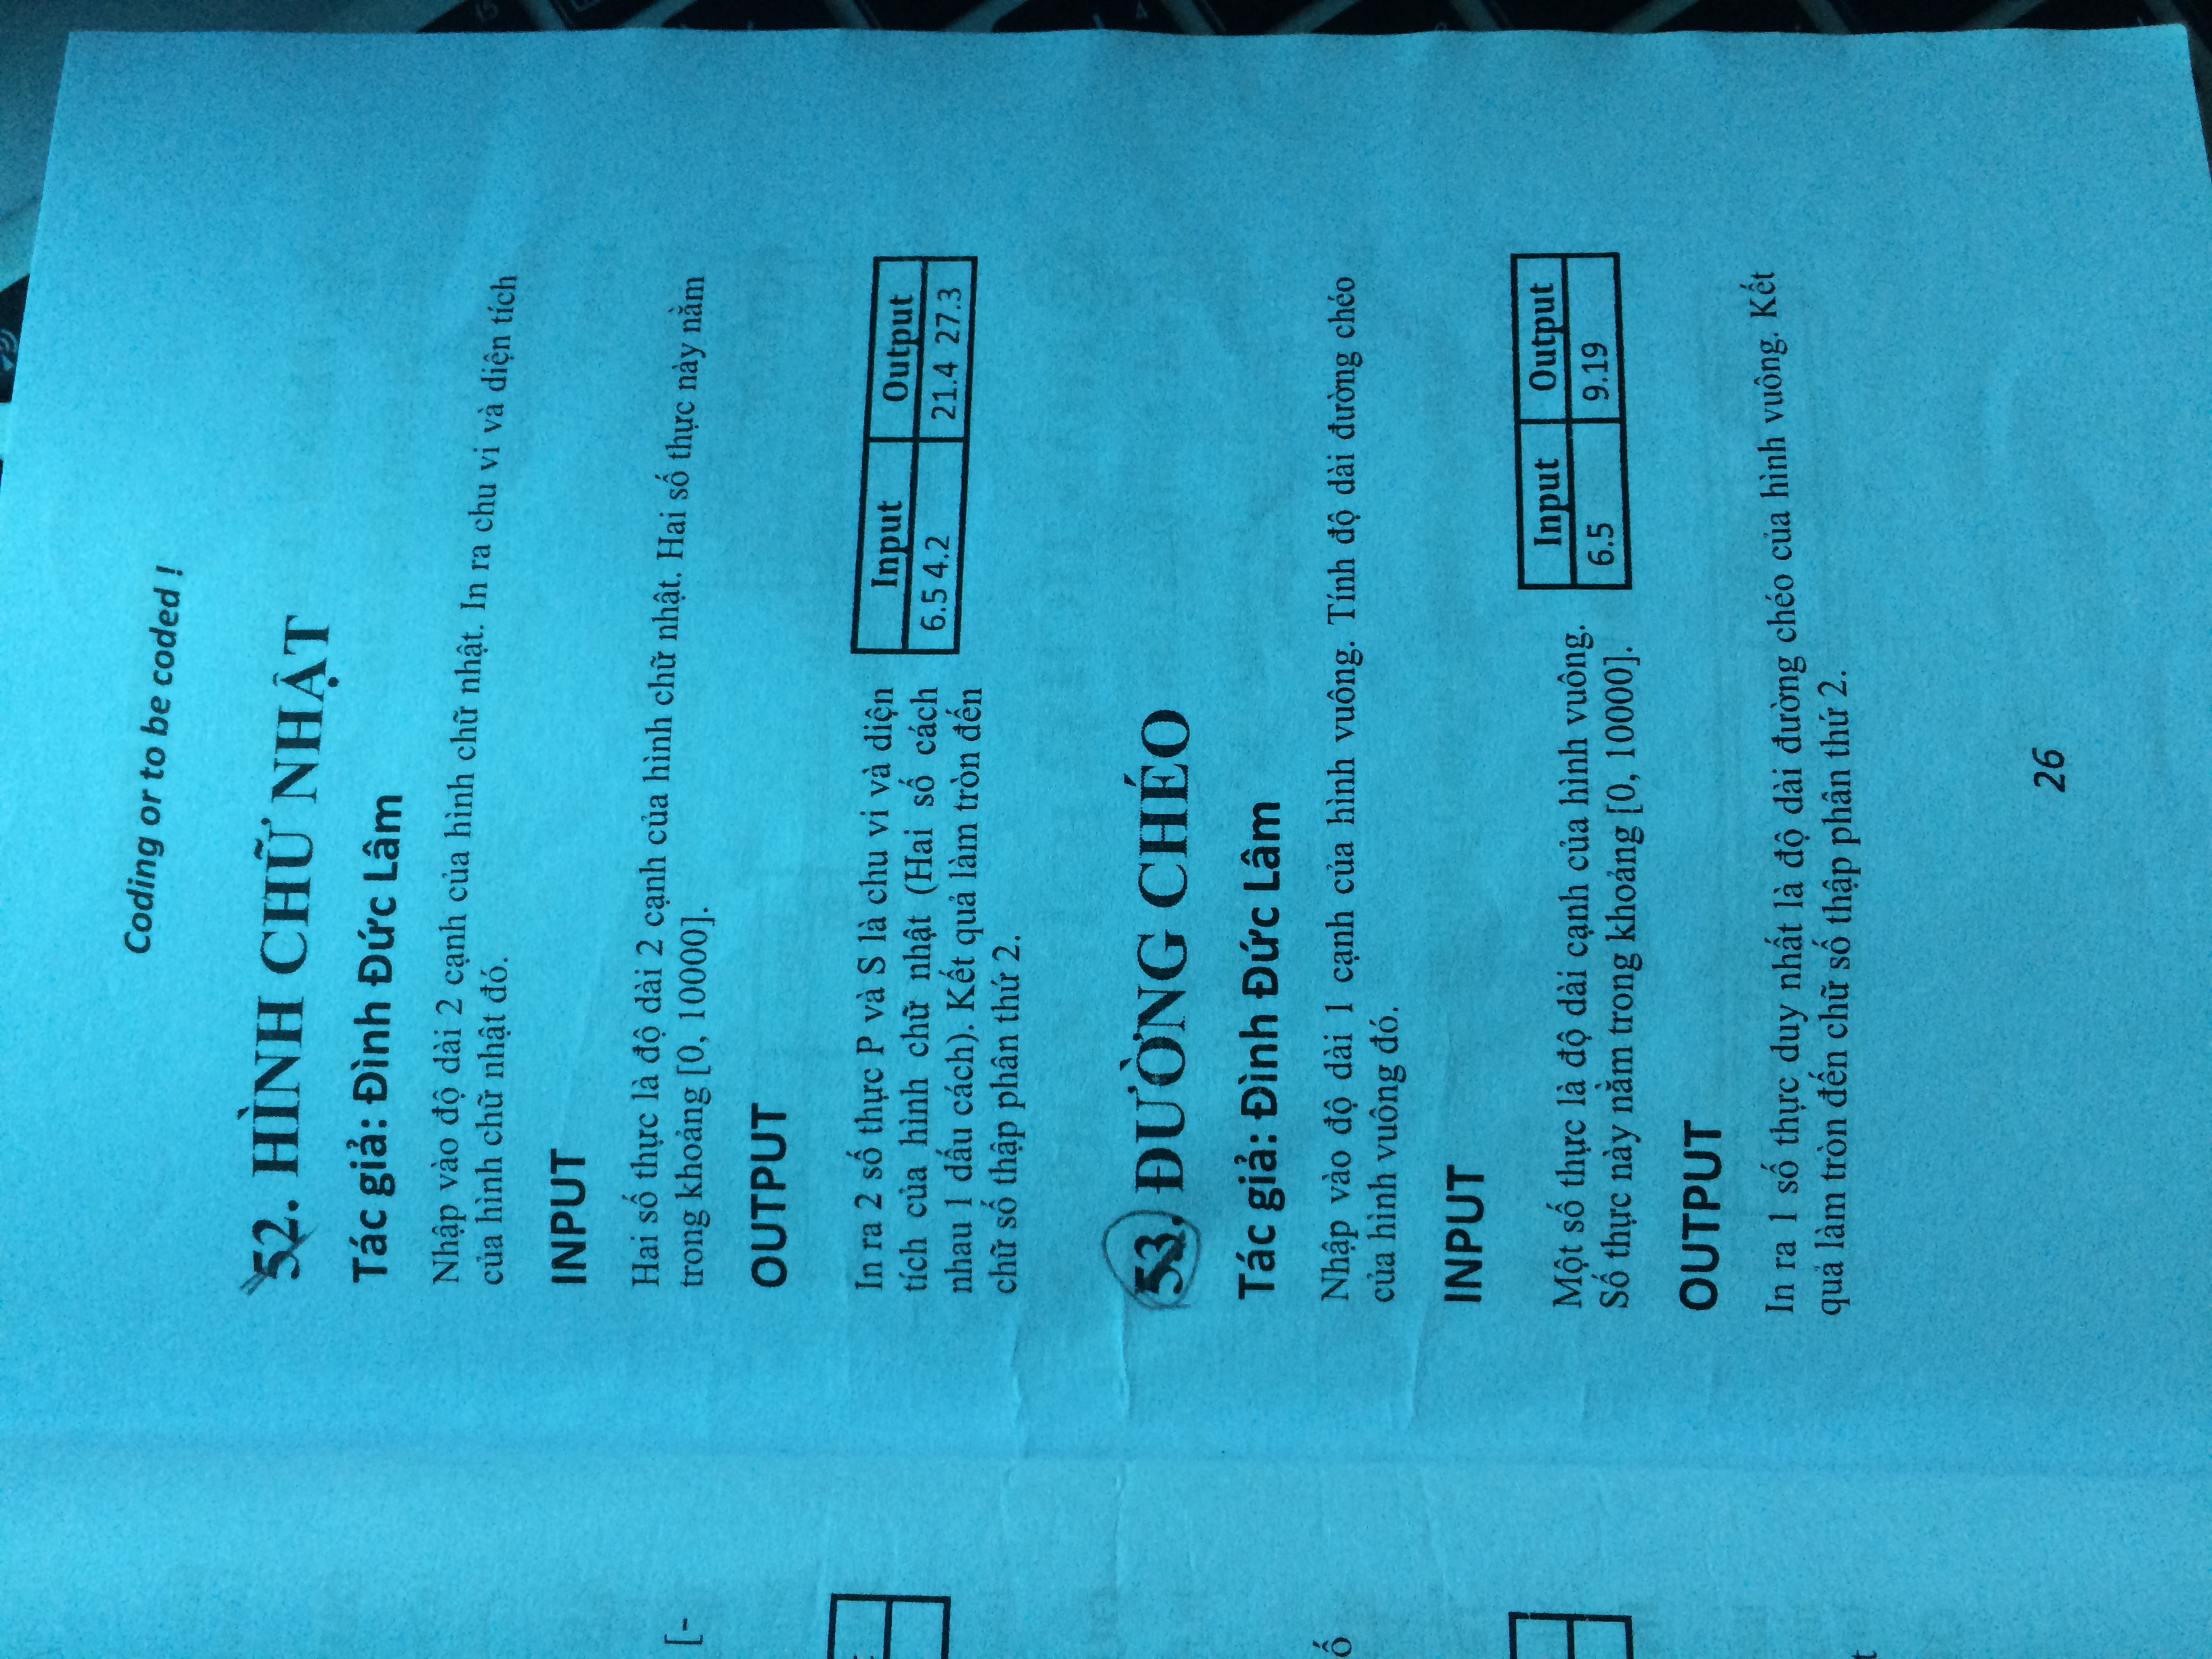 Coding or to be coded !
52. HÌNH CHỮ NHẬT
Tác giả: Đình Đức Lâm
Nhập vào độ dài 2 cạnh của hình chữ nhật. In ra chu vi và diện tích
của hình chữ nhật đó.
INPUT
Hai số thực là độ dài 2 cạnh của hình chữ nhật. Hai số thực này nằm
trong khoảng [0, 10000].
[-
OUTPUT
In ra 2 số thực P và S là chu vi và diện
tích của hình chữ nhật (Hai số cách
nhau 1 dấu cách). Kết quả làm tròn đến
chữ số thập phân thứ 2.
Input Output
6.5 4.2 21.4 27.3
53. ĐƯỜNG CHÉO
Tác giả: Đình Đức Lâm
Nhập vào độ dài 1 cạnh của hình vuông. Tính độ dài đường chéo
của hình vuông đó.
ố
INPUT
Một số thực là độ dài cạnh của hình vuông.
Số thực này nằm trong khoảng [0, 10000].
Input Output
6.5 9.19
OUTPUT
In ra 1 số thực duy nhất là độ dài đường chéo của hình vuông. Kết
quả làm tròn đến chữ số thập phân thứ 2.
t
26